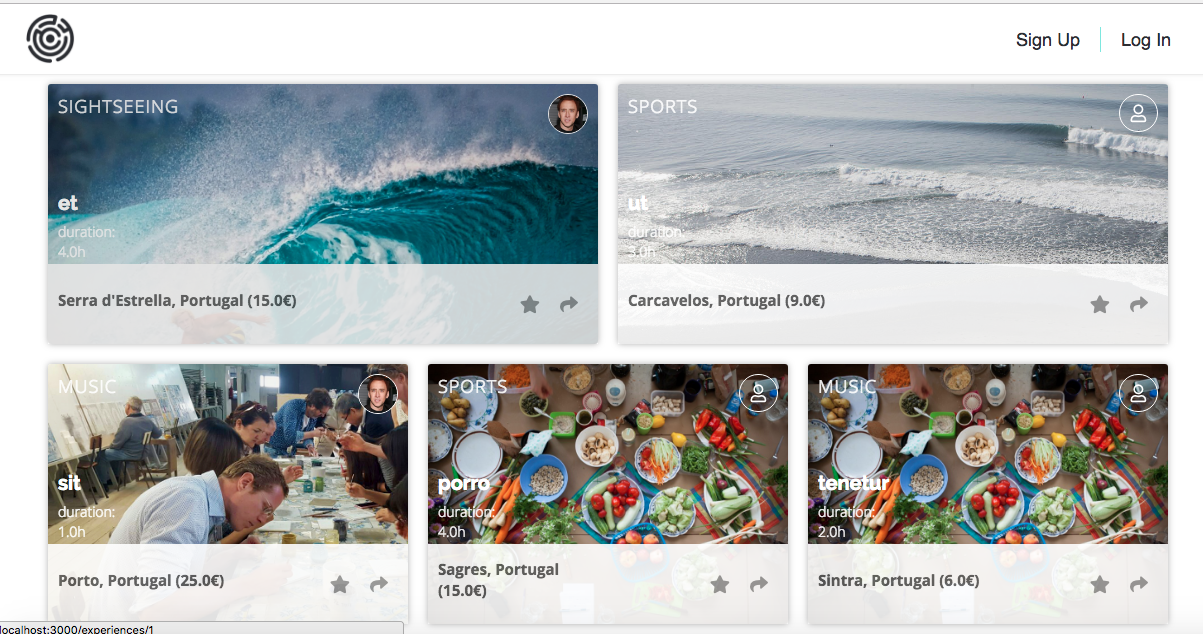 Sign Up
Log In
SIGHTSEEING
et
duration:
4.0h
Serra d'Estrella, Portugal (15.0€)
SPORTS
ut
duration:
3.0h
Carcavelos, Portugal (9.0€)
MUSIC
sit
duration:
1.0h
Porto, Portugal (25.0€)
SPORTS
porro
duration:
4.0h
Sagres, Portugal
(15.0€)
MUSIC
tenetur
duration:
2.0h
Sintra, Portugal (6.0€)
localhost:3000/experiences/1